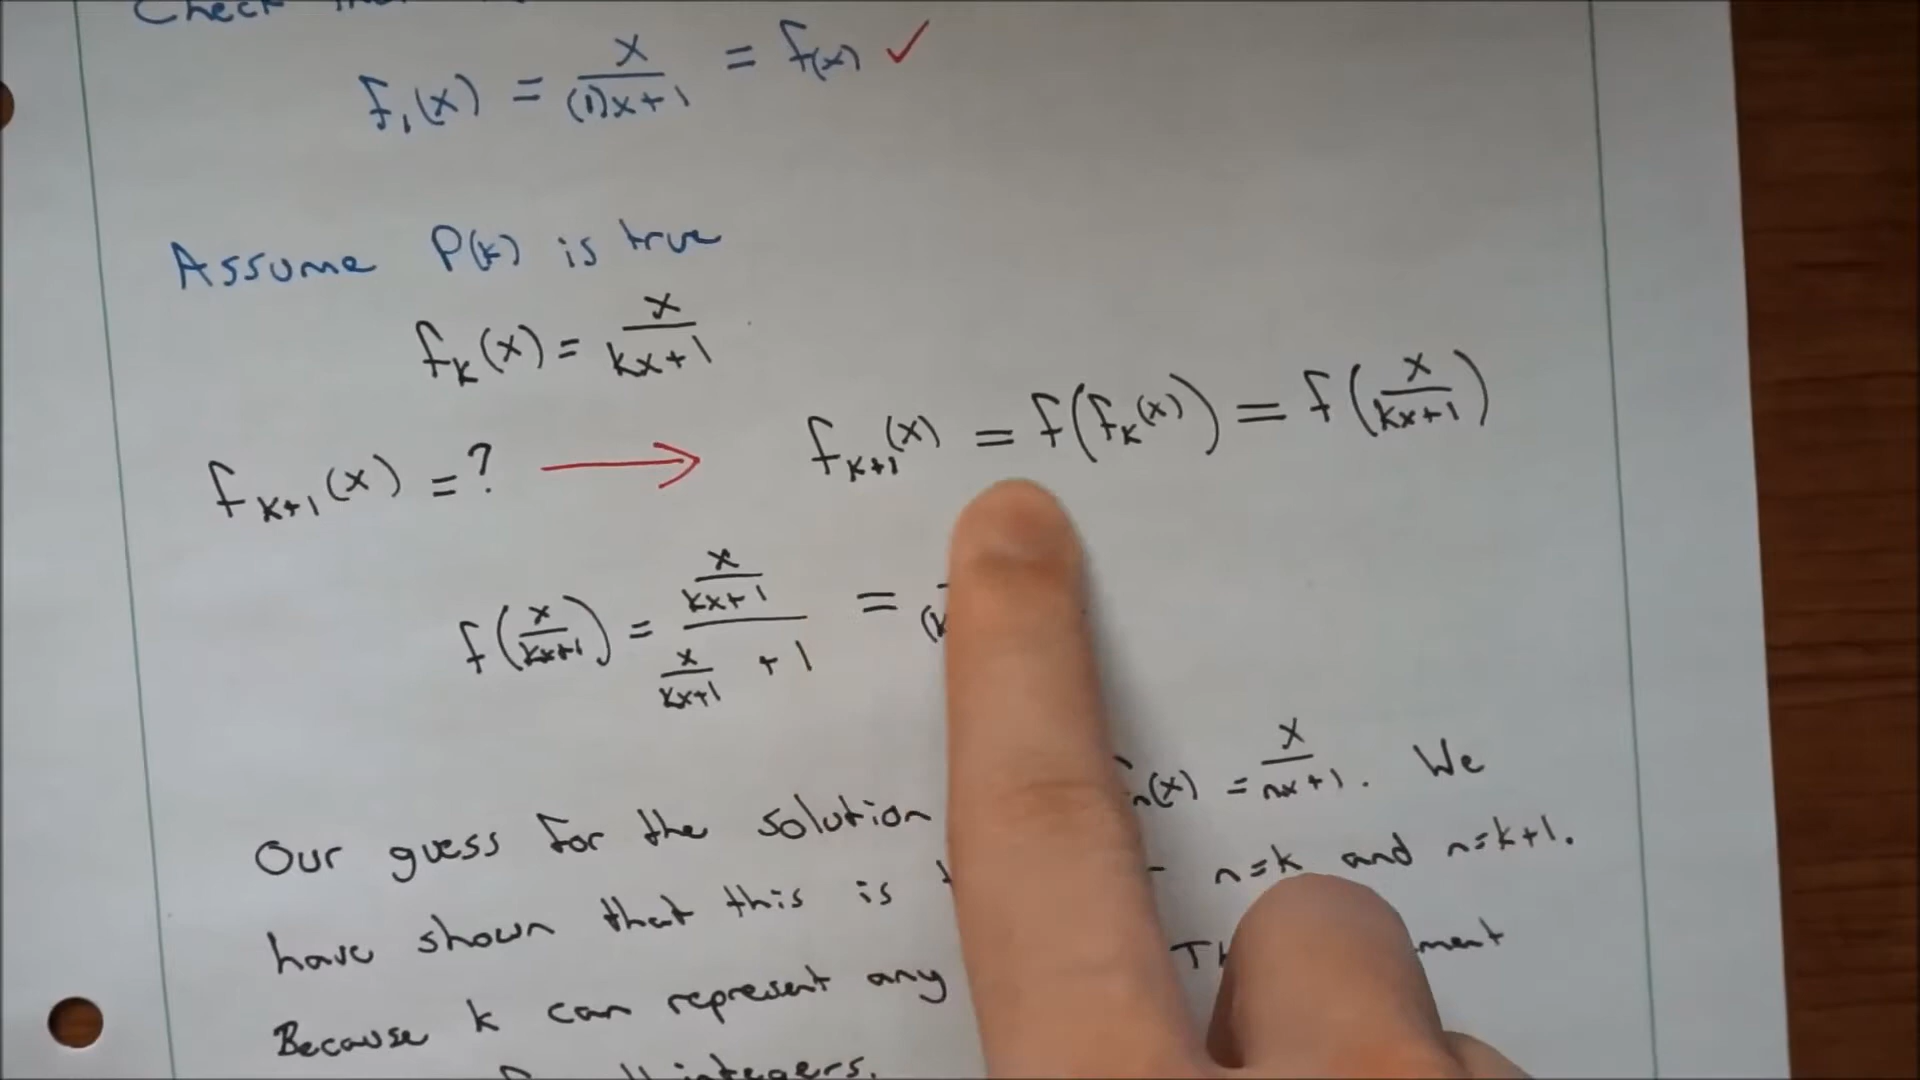 Check
f₁(x) = x/((1)x+1) = f(x) ✓
Assume P(k) is true
fₖ(x) = x/(kx+1)
fₖ₊₁(x) = ? → fₖ₊₁(x) = f(fₖ(x)) = f(x/(kx+1))
f(x/(kx+1)) = (x/(kx+1))/(x/(kx+1) + 1) = (k
Our guess for the solution ₙ(x) = x/(nx+1). We
have shown that this is n=k and n=k+1.
Because k can represent any
integers.